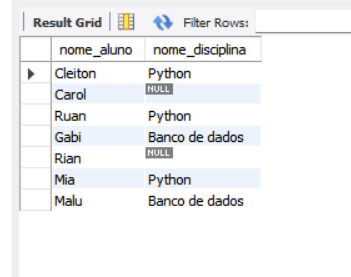 Result Grid Filter Rows:
nome_aluno nome_disciplina
Cleiton Python
Carol NULL
Ruan Python
Gabi Banco de dados
Rian NULL
Mia Python
Malu Banco de dados